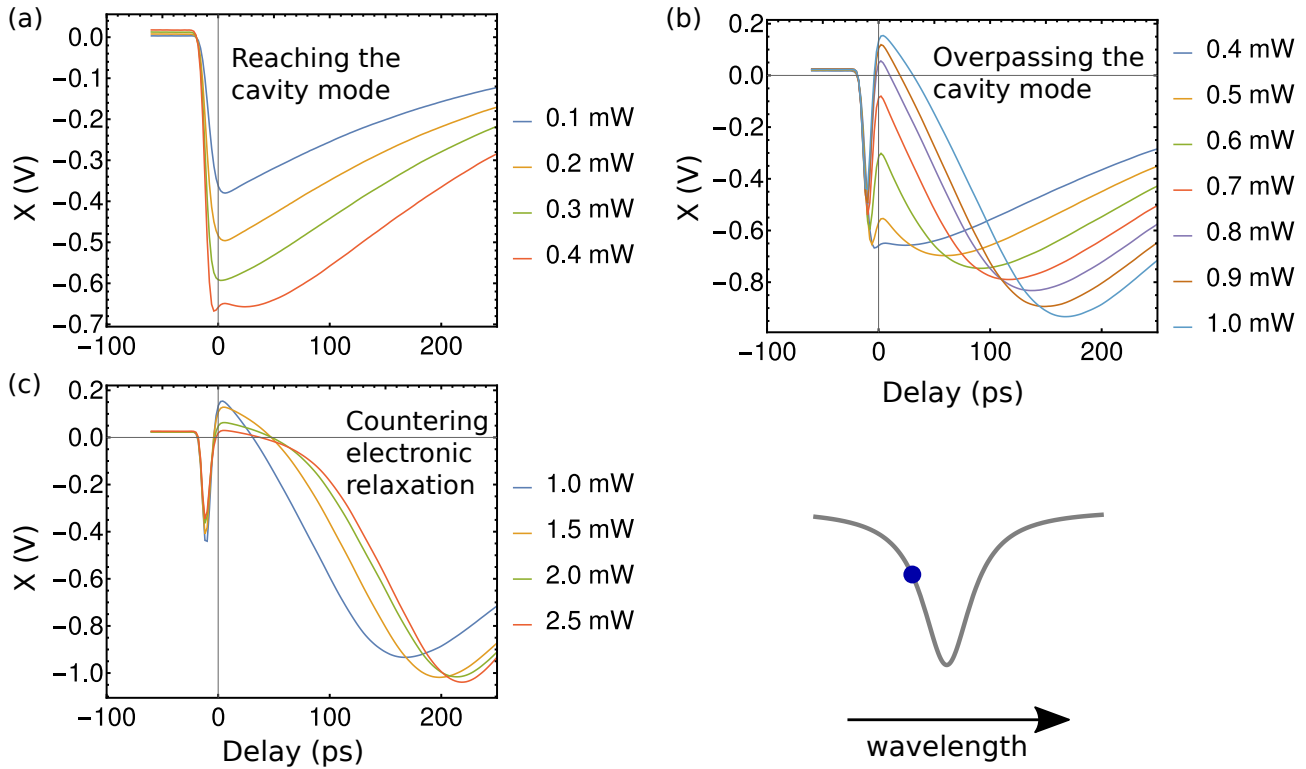 (a)
Reaching the
cavity mode
X (V)
0.0
−0.1
−0.2
−0.3
−0.4
−0.5
−0.6
−0.7
−100
0
100
200
0.1 mW
0.2 mW
0.3 mW
0.4 mW
(b)
Overpassing the
cavity mode
X (V)
0.2
0.0
−0.2
−0.4
−0.6
−0.8
−100
0
100
200
Delay (ps)
0.4 mW
0.5 mW
0.6 mW
0.7 mW
0.8 mW
0.9 mW
1.0 mW
(c)
Countering
electronic
relaxation
X (V)
0.2
0.0
−0.2
−0.4
−0.6
−0.8
−1.0
−100
0
100
200
Delay (ps)
1.0 mW
1.5 mW
2.0 mW
2.5 mW
wavelength